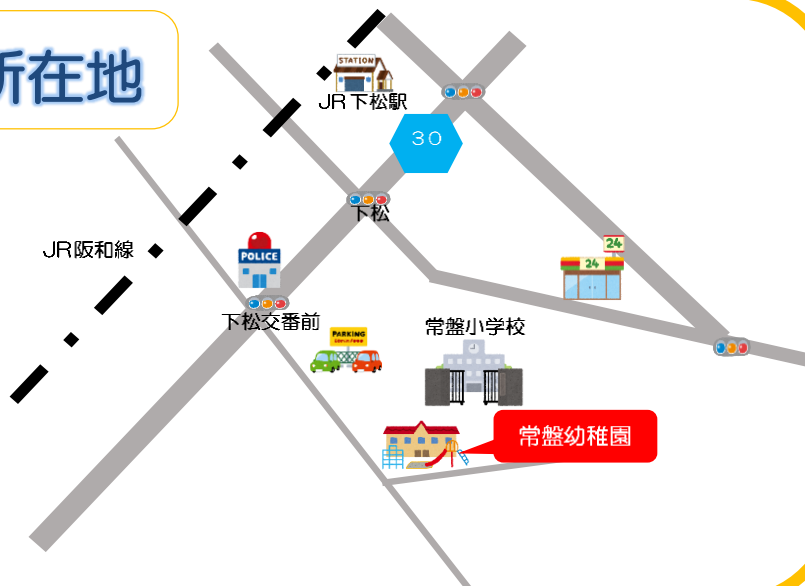 所在地
STATION
JR下松駅
30
下松
JR阪和線
POLICE
24
24
下松交番前
PARKING
常盤小学校
常盤幼稚園